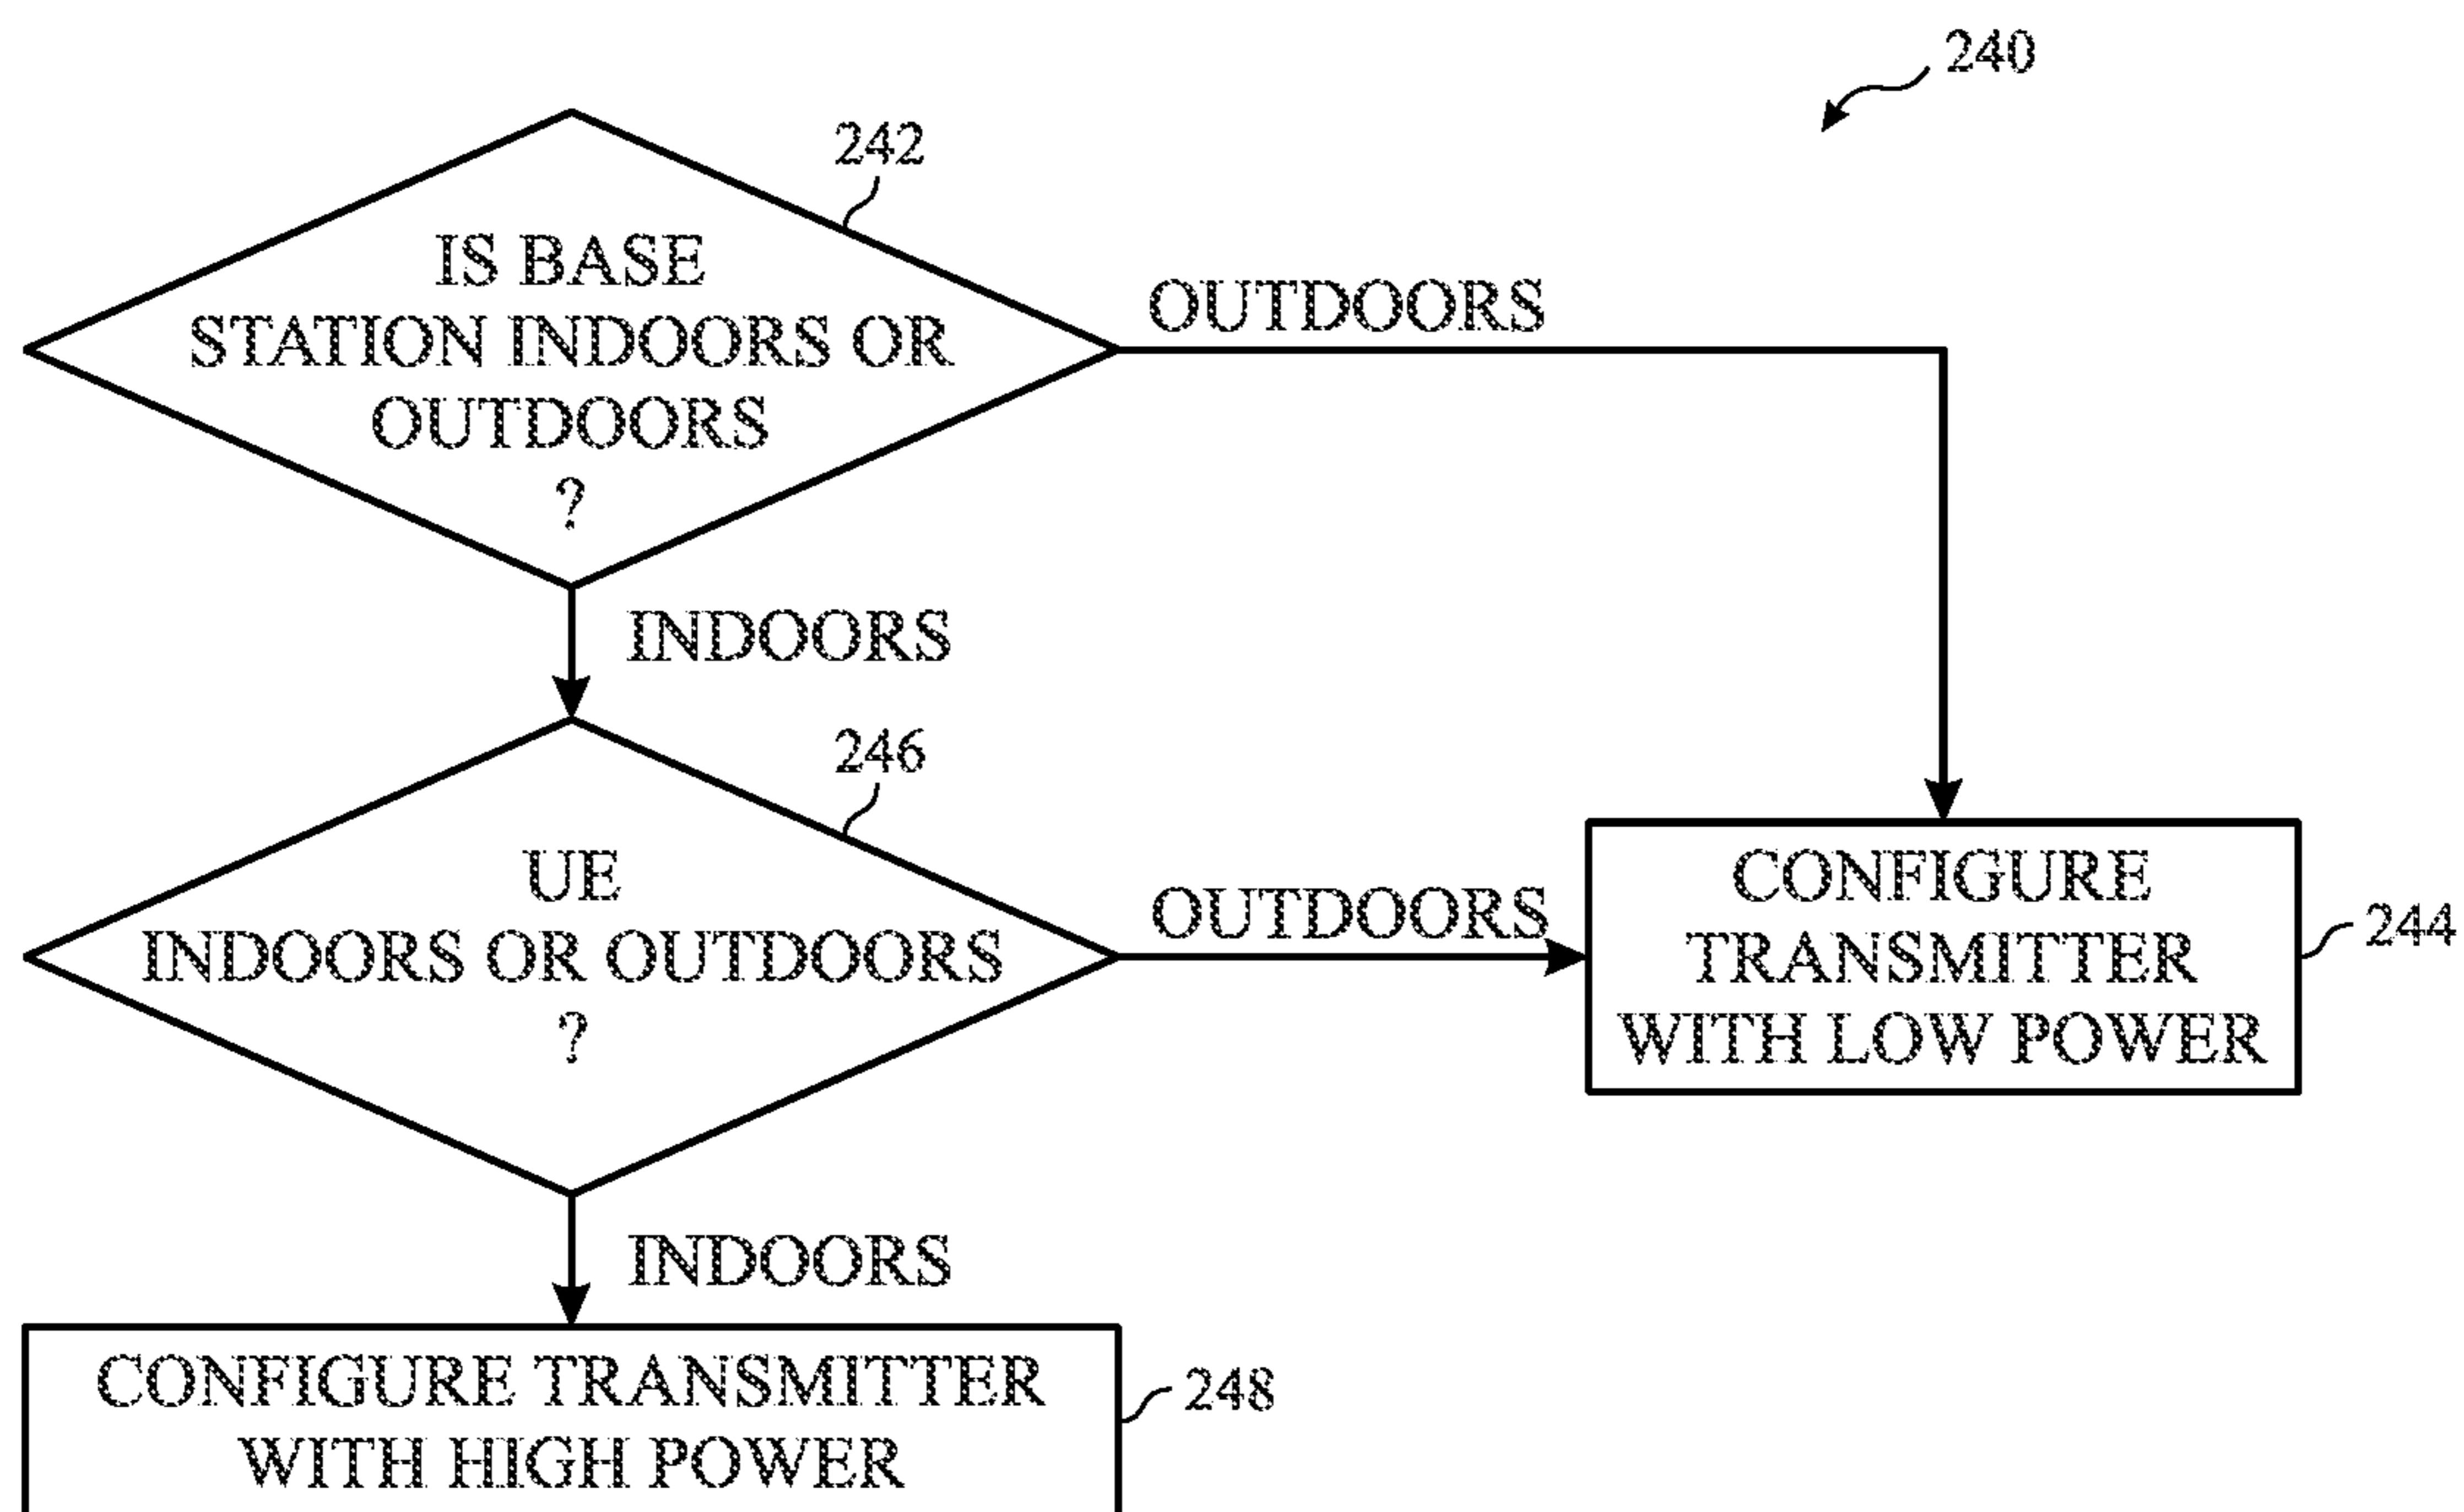 240
242
IS BASE
STATION INDOORS OR
OUTDOORS
?
OUTDOORS
INDOORS
246
UE
INDOORS OR OUTDOORS
?
OUTDOORS
CONFIGURE
TRANSMITTER
WITH LOW POWER
244
INDOORS
CONFIGURE TRANSMITTER
WITH HIGH POWER
248